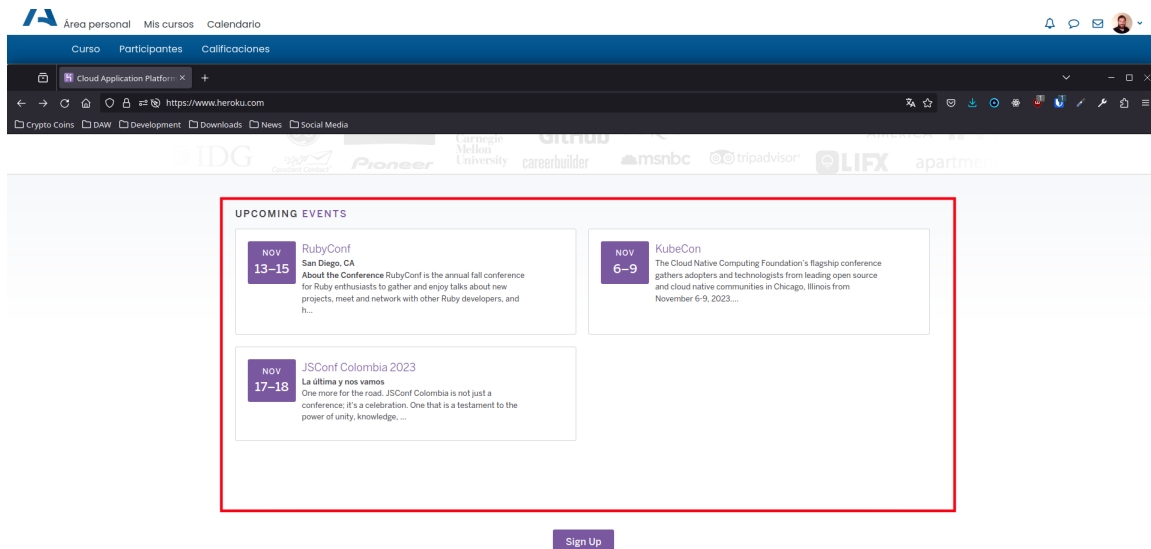 Área personal Mis cursos Calendario
Curso Participantes Calificaciones
Cloud Application Platform
https://www.heroku.com
Crypto Coins DAW Development Downloads News Social Media
IDG
Constant Contact
Pioneer
Carnegie
Mellon
University
careerbuilder
GitHub
msnbc
tripadvisor
LIFX
apartme
UPCOMING EVENTS
NOV
13–15
RubyConf
San Diego, CA
About the Conference RubyConf is the annual fall conference
for Ruby enthusiasts to gather and enjoy talks about new
projects, meet and network with other Ruby developers, and
h...
NOV
6–9
KubeCon
The Cloud Native Computing Foundation's flagship conference
gathers adopters and technologists from leading open source
and cloud native communities in Chicago, Illinois from
November 6-9, 2023....
NOV
17–18
JSConf Colombia 2023
La última y nos vamos
One more for the road. JSConf Colombia is not just a
conference; it's a celebration. One that is a testament to the
power of unity, knowledge, ...
Sign Up